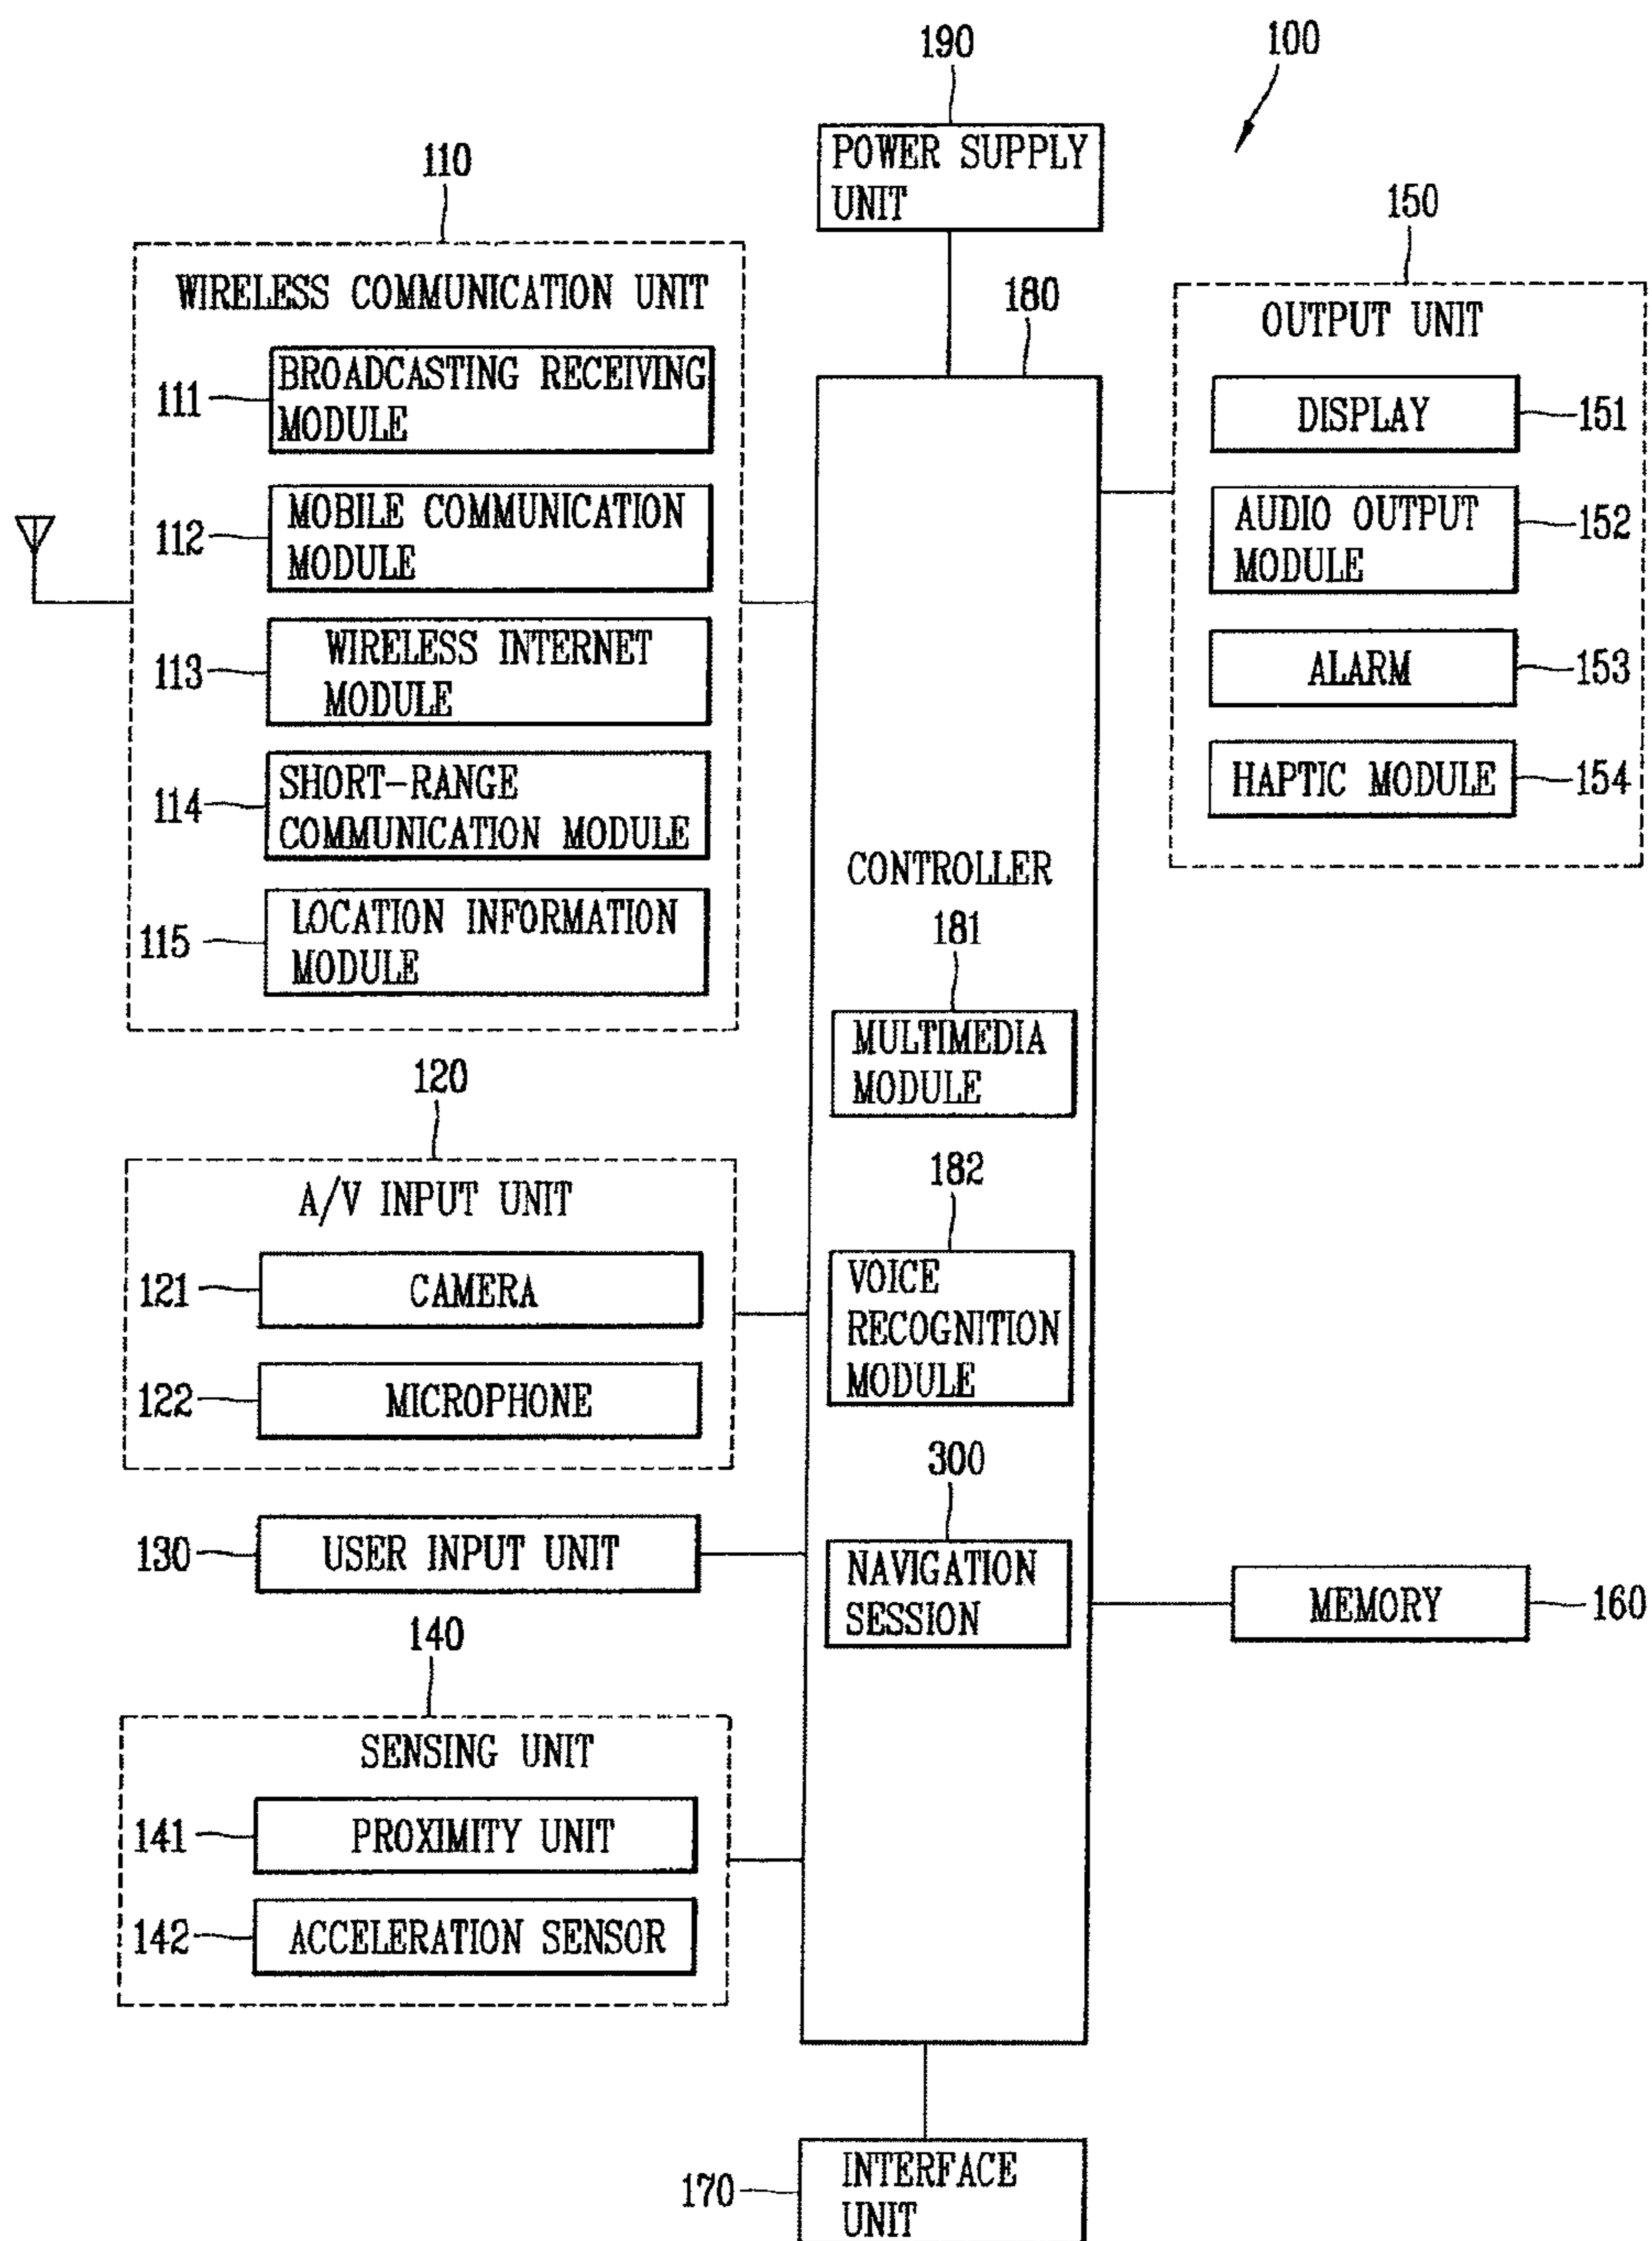 190
100
POWER SUPPLY
UNIT
110
WIRELESS COMMUNICATION UNIT
111
BROADCASTING RECEIVING
MODULE
112
MOBILE COMMUNICATION
MODULE
113
WIRELESS INTERNET
MODULE
114
SHORT-RANGE
COMMUNICATION MODULE
115
LOCATION INFORMATION
MODULE
120
A/V INPUT UNIT
121
CAMERA
122
MICROPHONE
130
USER INPUT UNIT
140
SENSING UNIT
141
PROXIMITY UNIT
142
ACCELERATION SENSOR
180
CONTROLLER
181
MULTIMEDIA
MODULE
182
VOICE
RECOGNITION
MODULE
300
NAVIGATION
SESSION
150
OUTPUT UNIT
DISPLAY
151
AUDIO OUTPUT
MODULE
152
ALARM
153
HAPTIC MODULE
154
MEMORY
160
170
INTERFACE
UNIT